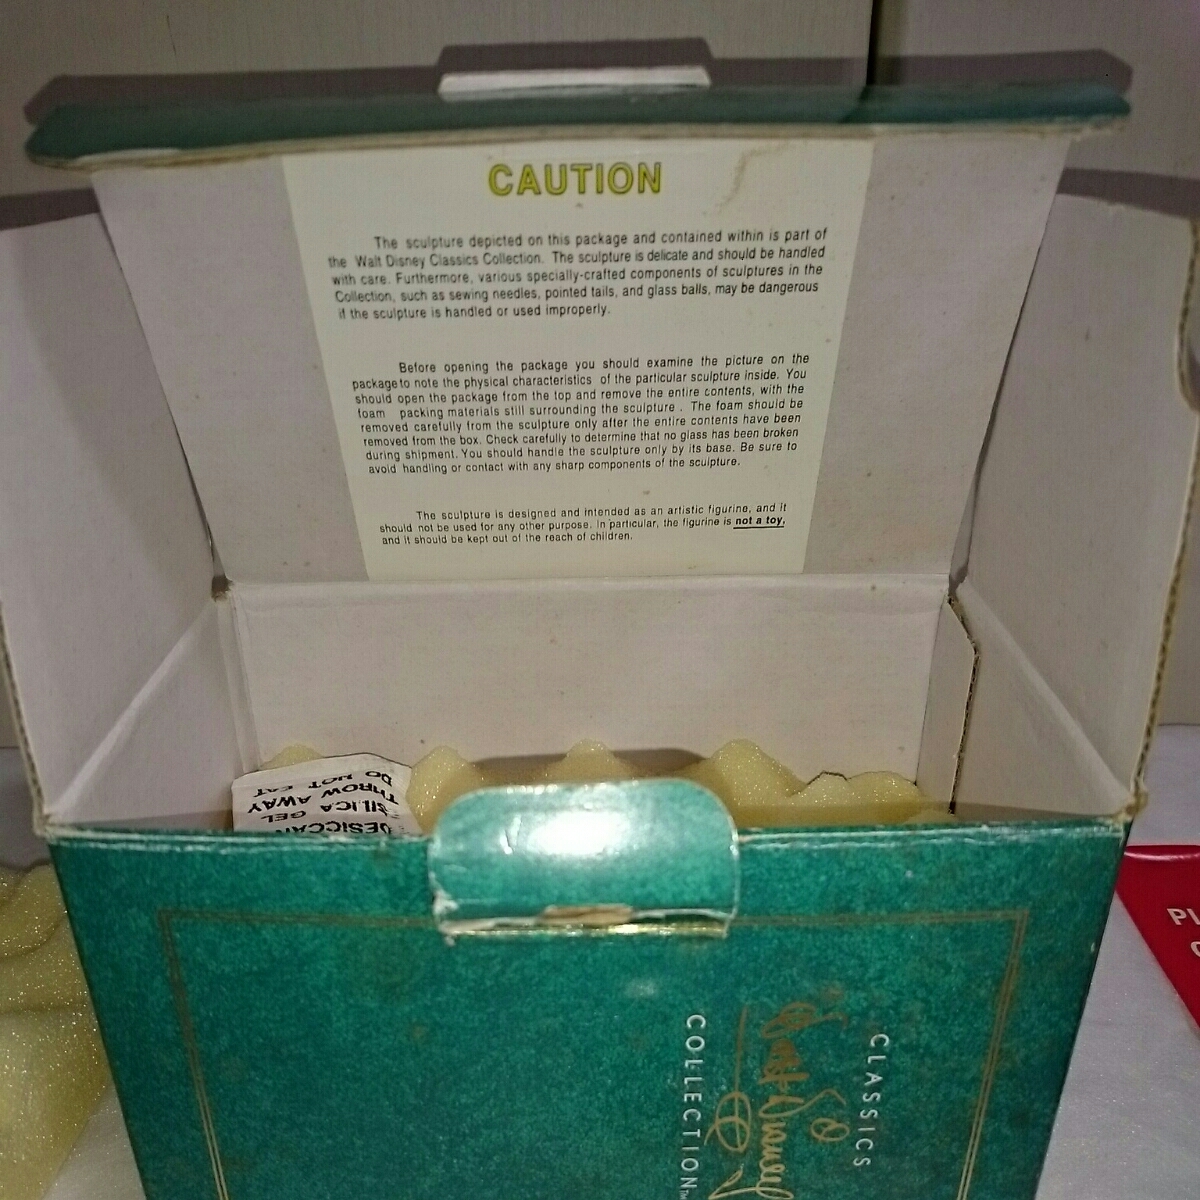 CAUTION
The sculpture depicted on this package and contained within is part of
the Walt Disney Classics Collection. The sculpture is delicate and should be handled
with care. Furthermore, various specially-crafted components of sculptures in the
Collection, such as sewing needles, pointed tails, and glass balls, may be dangerous
if the sculpture is handled or used improperly.
Before opening the package you should examine the picture on the
package to note the physical characteristics of the particular sculpture inside. You
should open the package from the top and remove the entire contents, with the
foam packing materials still surrounding the sculpture . The foam should be
removed carefully from the sculpture only after the entire contents have been
removed from the box. Check carefully to determine that no glass has been broken
during shipment. You should handle the sculpture only by its base. Be sure to
avoid handling or contact with any sharp components of the sculpture.
The sculpture is designed and intended as an artistic figurine, and it
should not be used for any other purpose. In particular, the figurine is not a toy,
and it should be kept out of the reach of children.
DESICCAN
SILICA GEL
THROW AWAY
DO NOT EAT
CLASSICS
Walt Disney
COLLECTION™